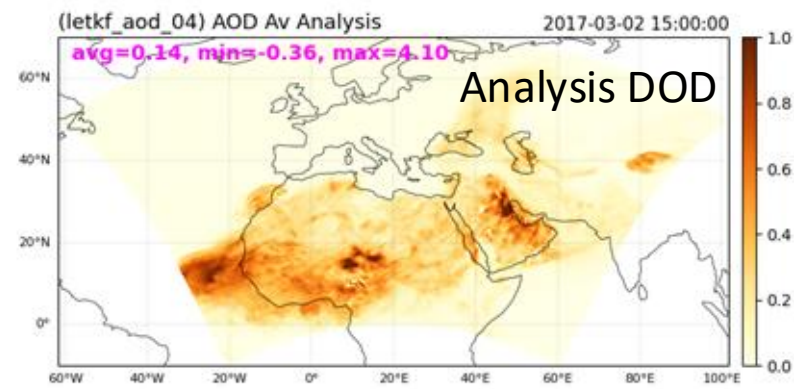 (letkf_aod_04) AOD Av Analysis 2017-03-02 15:00:00
avg=0.14, min=-0.36, max=4.10
Analysis DOD
60°N
40°N
20°N
0°
60°W 40°W 20°W 0° 20°E 40°E 60°E 80°E 100°E
1.0
0.8
0.6
0.4
0.2
0.0